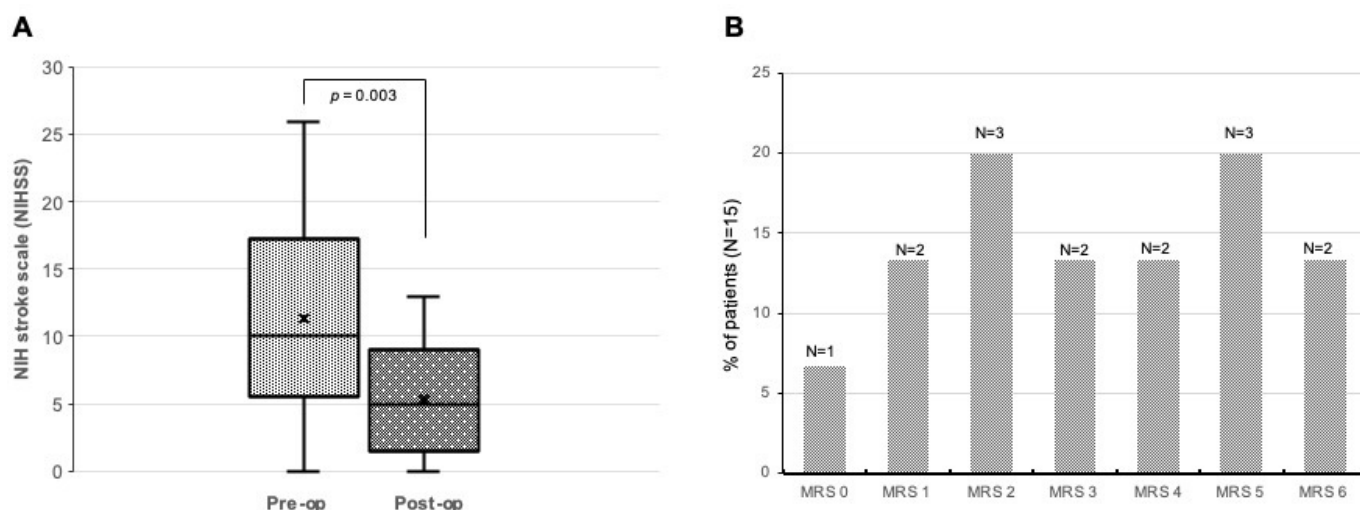 A
NIH stroke scale (NIHSS)
30
25
20
15
10
5
0
p = 0.003
Pre-op
Post-op
B
% of patients (N=15)
25
20
15
10
5
0
N=1
N=2
N=3
N=2
N=2
N=3
N=2
MRS 0
MRS 1
MRS 2
MRS 3
MRS 4
MRS 5
MRS 6